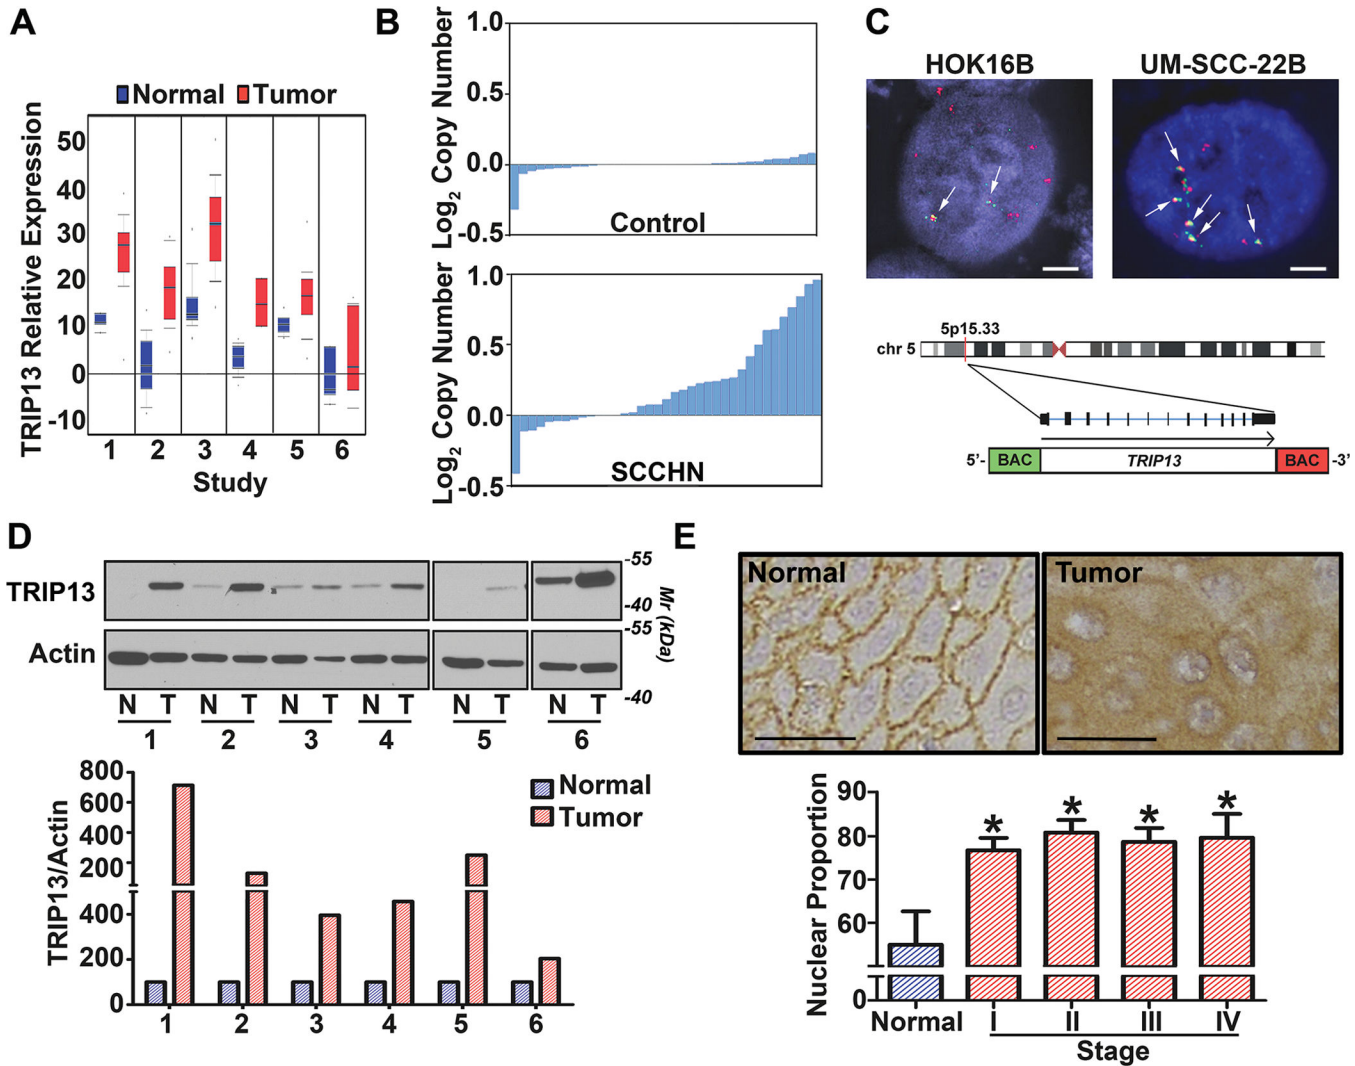 A
Normal Tumor
TRIP13 Relative Expression
50
40
30
20
10
0
-10
1 2 3 4 5 6
Study
B
Log2 Copy Number
1.0
0.5
0.0
-0.5
Control
Log2 Copy Number
1.0
0.5
0.0
-0.5
SCCHN
C
HOK16B UM-SCC-22B
5p15.33
chr 5
5'- BAC TRIP13 BAC -3'
D
TRIP13
Actin
-55
-40
-55
-40
Mr (kDa)
N T N T N T N T N T N T
1 2 3 4 5 6
Normal
Tumor
TRIP13/Actin
800
600
400
200
400
200
0
1 2 3 4 5 6
E
Normal Tumor
Nuclear Proportion
90
80
70
60
0
* * * *
Normal I II III IV
Stage